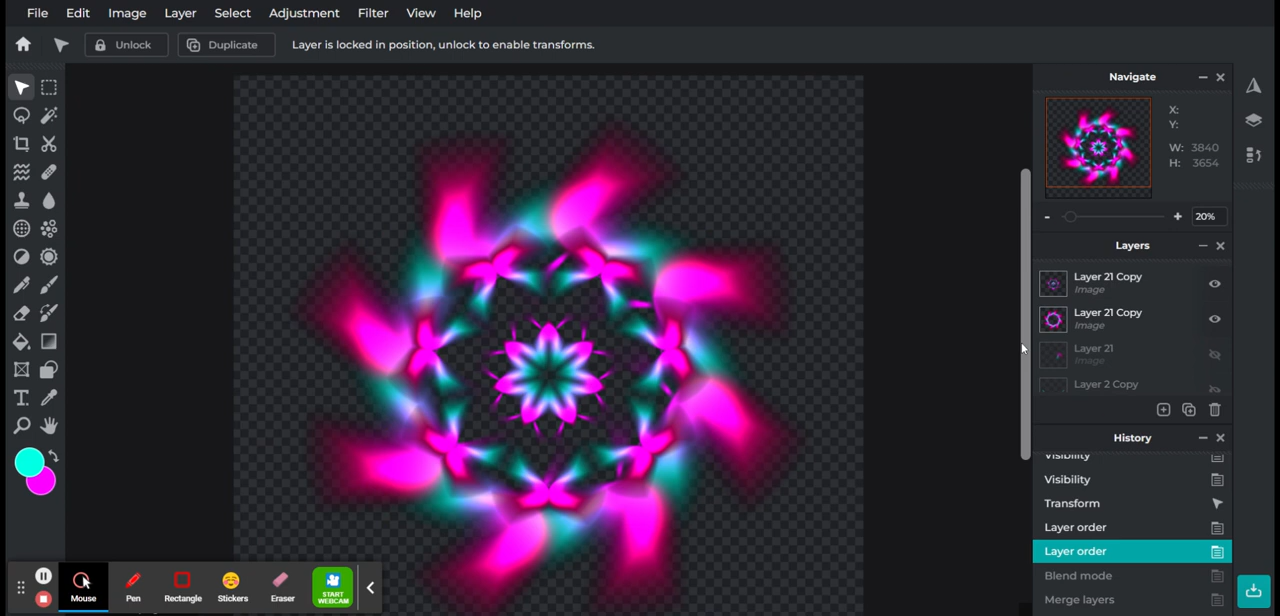 File Edit Image Layer Select Adjustment Filter View Help
Unlock Duplicate Layer is locked in position, unlock to enable transforms.
Navigate
X:
Y:
W: 3840
H: 3654
- + 20%
Layers
Layer 21 Copy
Image
Layer 21 Copy
Image
Layer 21
Image
Layer 2 Copy
History
Visibility
Visibility
Transform
Layer order
Layer order
Blend mode
Merge layers
T
Mouse Pen Rectangle Stickers Eraser START WEBCAM